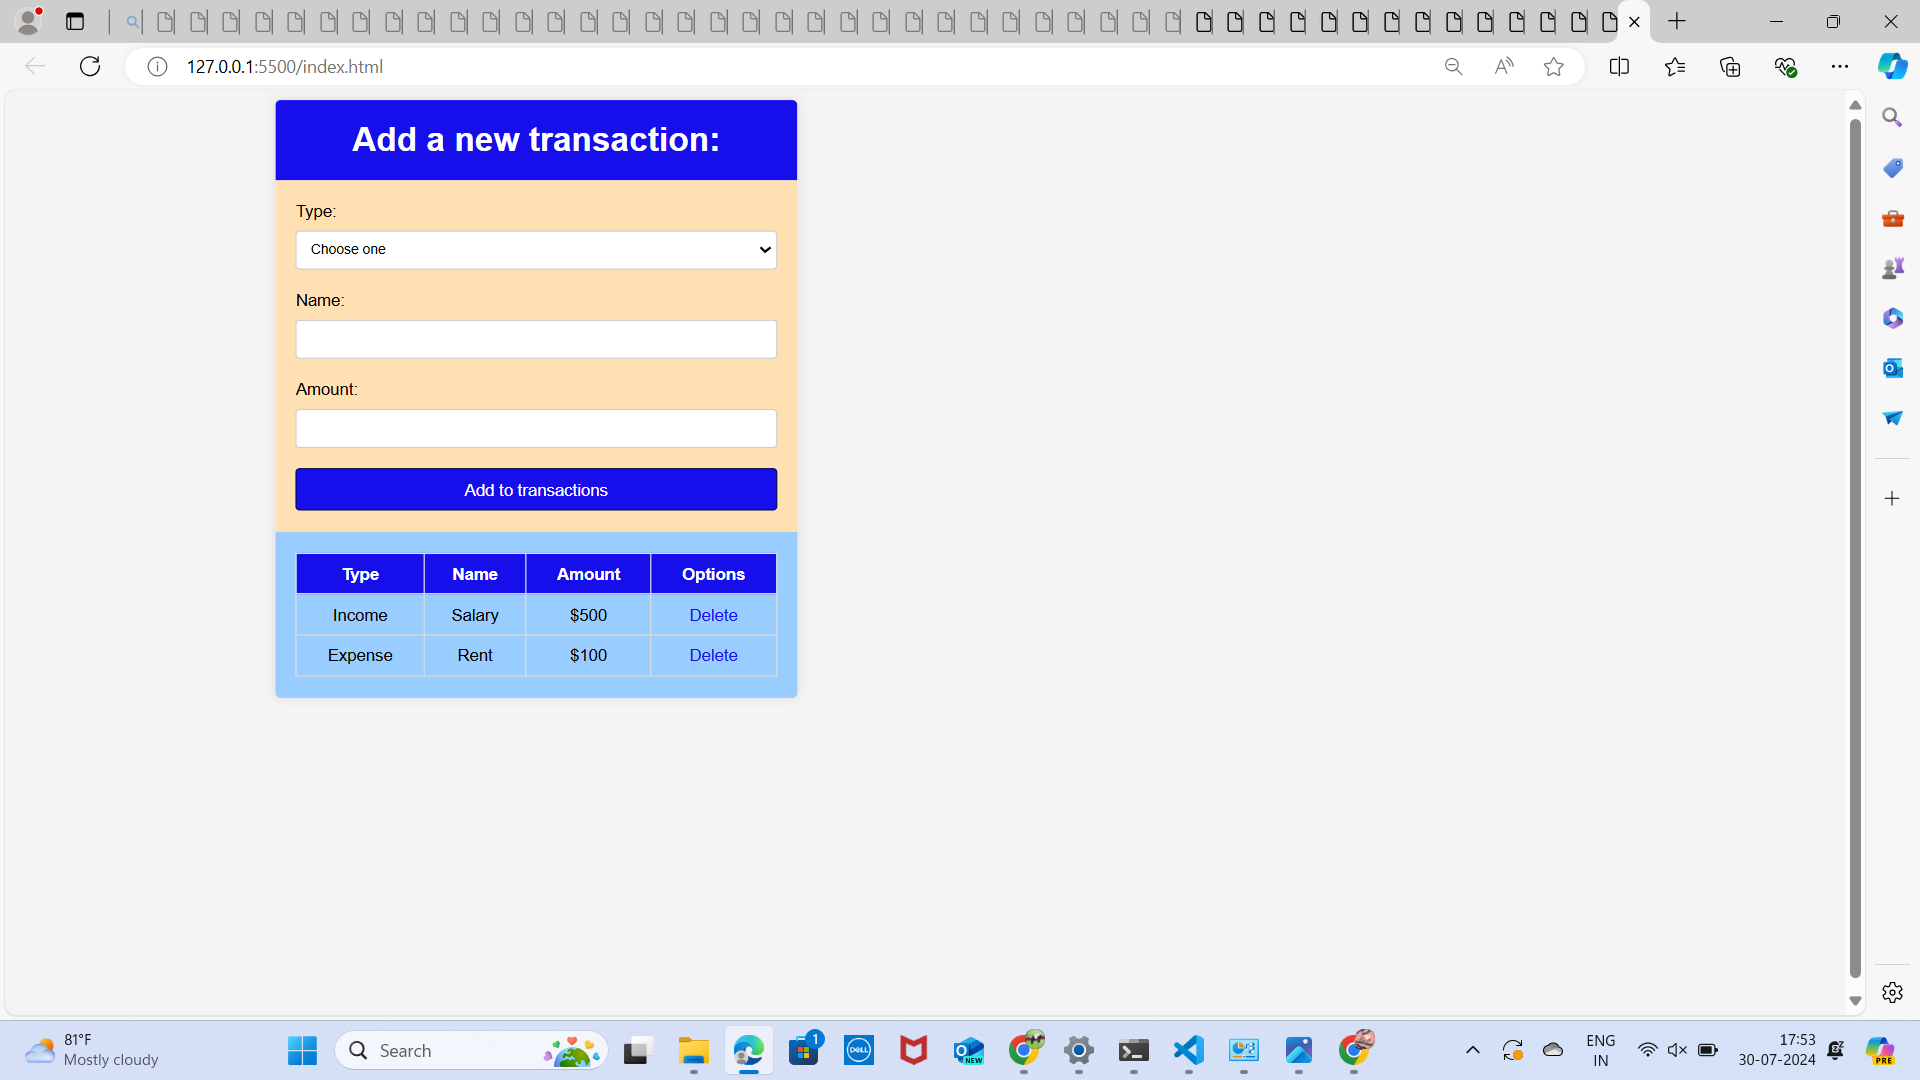 127.0.0.1:5500/index.html
Add a new transaction:
Type:
Choose one
Name:
Amount:
Add to transactions
Type Name Amount Options
Income Salary $500 Delete
Expense Rent $100 Delete
81°F
Mostly cloudy
Search
1
DELL
NEW
ENG
IN
17:53
30-07-2024
PRE